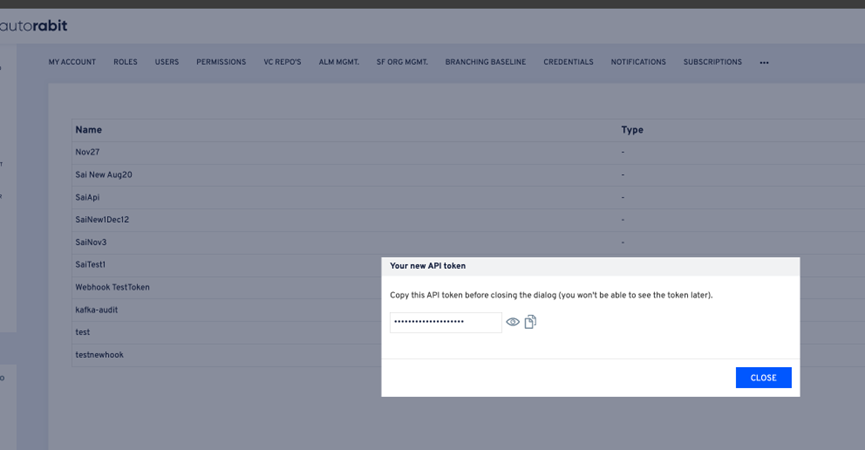 autorabit
MY ACCOUNT ROLES USERS PERMISSIONS VC REPO'S ALM MGMT. SF ORG MGMT. BRANCHING BASELINE CREDENTIALS NOTIFICATIONS SUBSCRIPTIONS •••
Name Type
Nov27 -
Sai New Aug20 -
SaiApi -
SaiNew1Dec12 -
SaiNov3 -
SaiTest1
Webhook TestToken
kafka-audit
test
testnewhook
Your new API token
Copy this API token before closing the dialog (you won't be able to see the token later).
••••••••••••••••••••
CLOSE